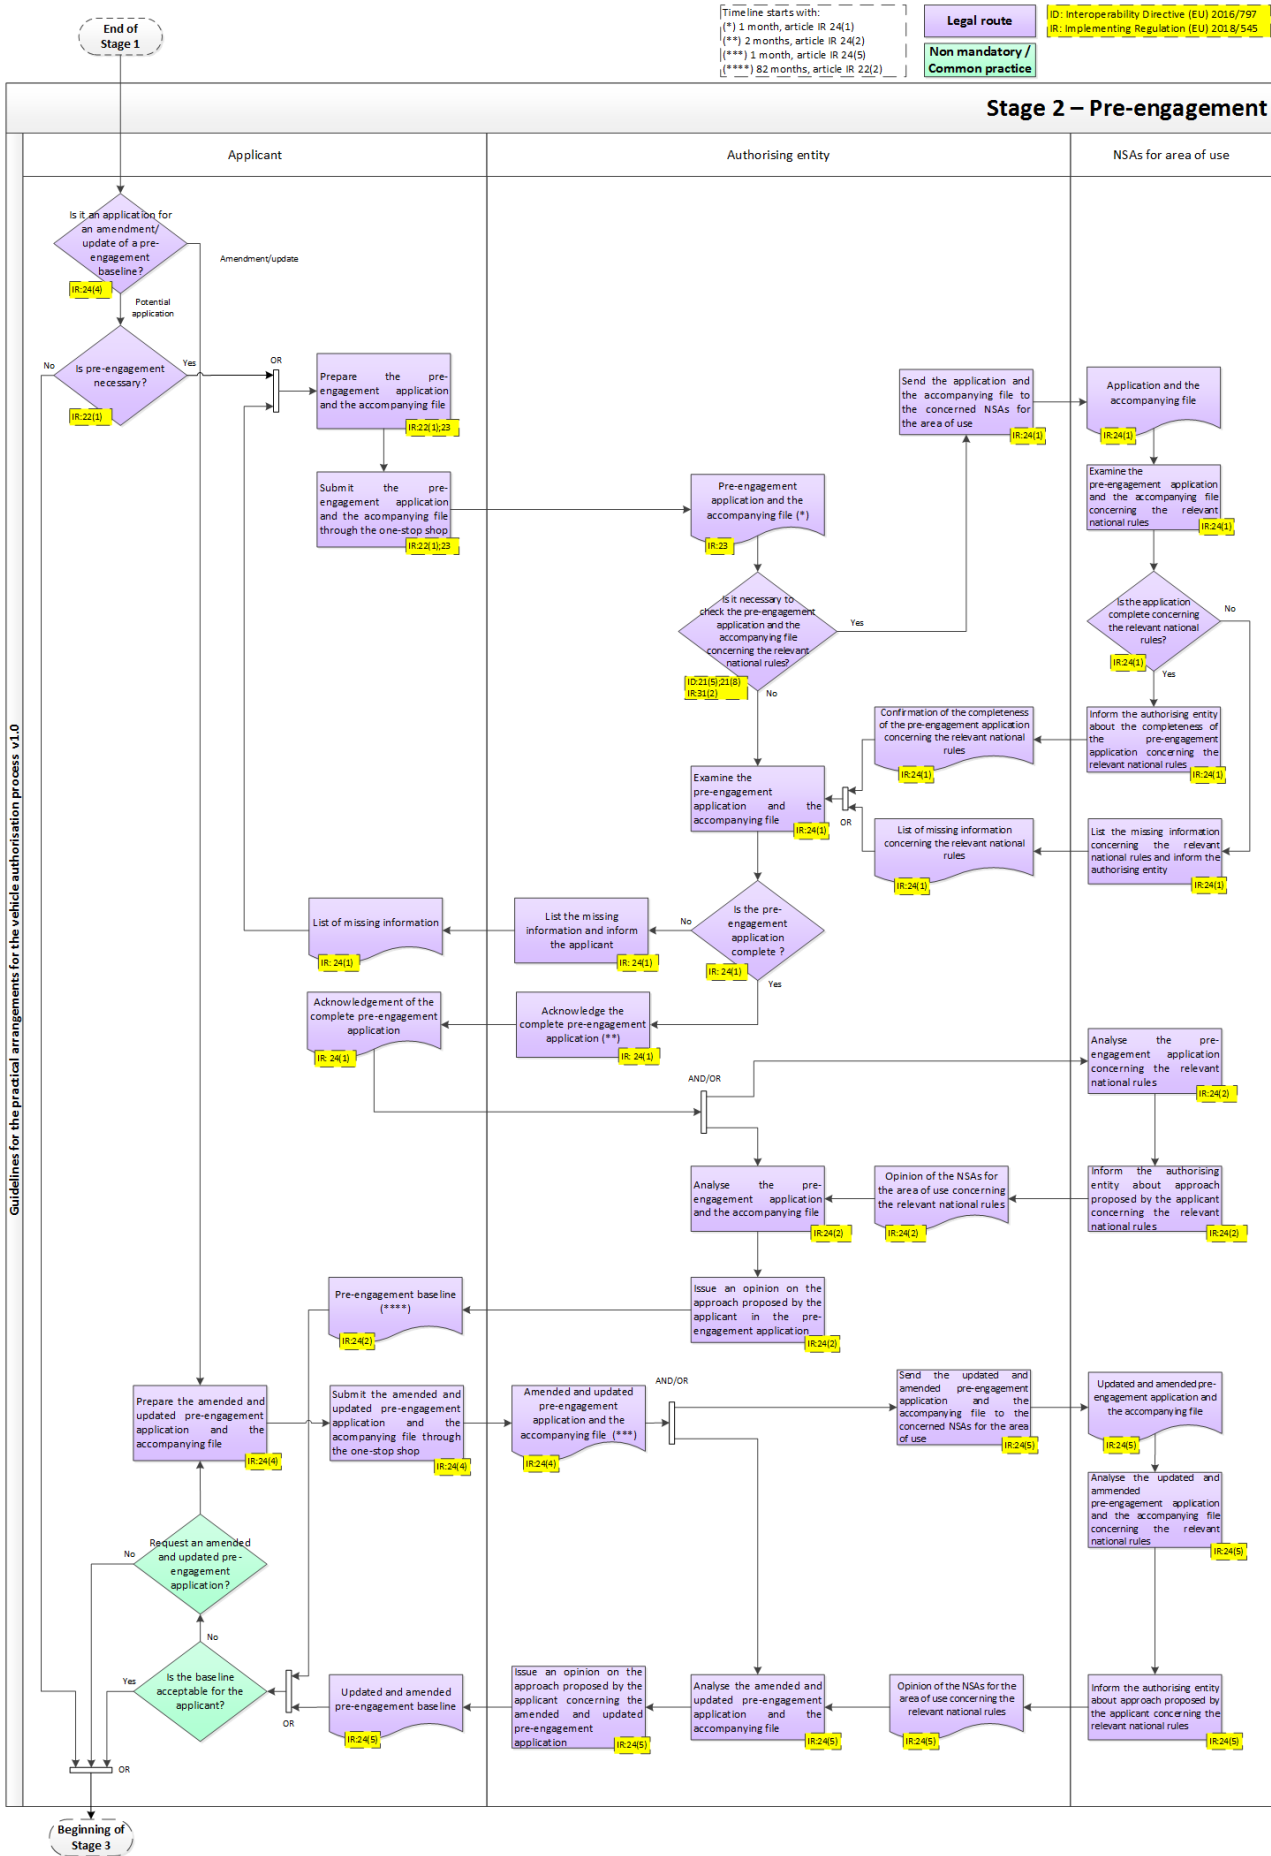 End of
Stage 1
Timeline starts with:
(*) 1 month, article IR 24(1)
(**) 2 months, article IR 24(2)
(***) 1 month, article IR 24(5)
(****) 82 months, article IR 22(2)
Legal route
Non mandatory /
Common practice
ID: Interoperability Directive (EU) 2016/797
IR: Implementing Regulation (EU) 2018/545
Stage 2 – Pre-engagement
Guidelines for the practical arrangements for the vehicle authorisation process v1.0
Applicant
Authorising entity
NSAs for area of use
Is it an application for
an amendment/
update of a pre-
engagement
baseline?
IR:24(4)
Amendment/update
Potential
application
Is pre-engagement
necessary?
IR:22(1)
No
Yes
OR
Prepare the pre-
engagement application
and the accompanying file
IR:22(1);23
Submit the pre-
engagement application
and the acompanying file
through the one-stop shop
IR:22(1);23
Pre-engagement
application and the
accompanying file (*)
IR:23
Send the application and
the accompanying file to
the concerned NSAs for
the area of use
IR:24(1)
Application and the
accompanying file
IR:24(1)
Examine the
pre-engagement application
and the accompanying file
concerning the relevant
national rules
IR:24(1)
Is it necessary to
check the pre-engagement
application and the
accompanying file
concerning the relevant
national rules?
ID:21(5);21(8)
IR:31(2)
Yes
No
Is the application
complete concerning
the relevant national
rules?
IR:24(1)
No
Yes
Confirmation of the completeness
of the pre-engagement application
concerning the relevant national
rules
IR:24(1)
Inform the authorising entity
about the completeness of
the pre-engagement
application concerning the
relevant national rules
IR:24(1)
Examine the
pre-engagement
application and the
accompanying file
IR:24(1)
OR
List of missing information
concerning the relevant national
rules
IR:24(1)
List the missing information
concerning the relevant
national rules and inform the
authorising entity
IR:24(1)
List of missing information
IR: 24(1)
List the missing
information and inform
the applicant
IR: 24(1)
No
Is the pre-
engagement
application
complete ?
IR: 24(1)
Yes
Acknowledgement of the
complete pre-engagement
application
IR: 24(1)
Acknowledge the
complete pre-engagement
application (**)
IR: 24(1)
AND/OR
Analyse the pre-
engagement application
concerning the relevant
national rules
IR:24(2)
Analyse the pre-
engagement application
and the accompanying file
IR:24(2)
Opinion of the NSAs for
the area of use concerning
the relevant national rules
IR:24(2)
Inform the authorising
entity about approach
proposed by the applicant
concerning the relevant
national rules
IR:24(2)
Pre-engagement baseline
(****)
IR:24(2)
Issue an opinion on the
approach proposed by the
applicant in the pre-
engagement application
IR:24(2)
Prepare the amended and
updated pre-engagement
application and the
accompanying file
IR:24(4)
Submit the amended and
updated pre-engagement
application and the
acompanying file through
the one-stop shop
IR:24(4)
Amended and updated
pre-engagement
application and the
accompanying file (***)
IR:24(4)
AND/OR
Send the updated and
amended pre-engagement
application and the
accompanying file to the
concerned NSAs for the area
of use
IR:24(5)
Updated and amended pre-
engagement application and
the accompanying file
IR:24(5)
Analyse the updated and
ammended
pre-engagement application
and the accompanying file
concerning the relevant
national rules
IR:24(5)
Request an amended
and updated pre-
engagement
application?
No
No
Is the baseline
acceptable for the
applicant?
Yes
OR
Updated and amended
pre-engagement baseline
IR:24(5)
Issue an opinion on the
approach proposed by the
applicant concerning the
amended and updated
pre-engagement
application
IR:24(5)
Analyse the amended and
updated pre-engagement
application and the
accompanying file
IR:24(5)
Opinion of the NSAs for the
area of use concerning the
relevant national rules
IR:24(5)
Inform the authorising entity
about approach proposed by
the applicant concerning the
relevant national rules
IR:24(5)
OR
Beginning of
Stage 3